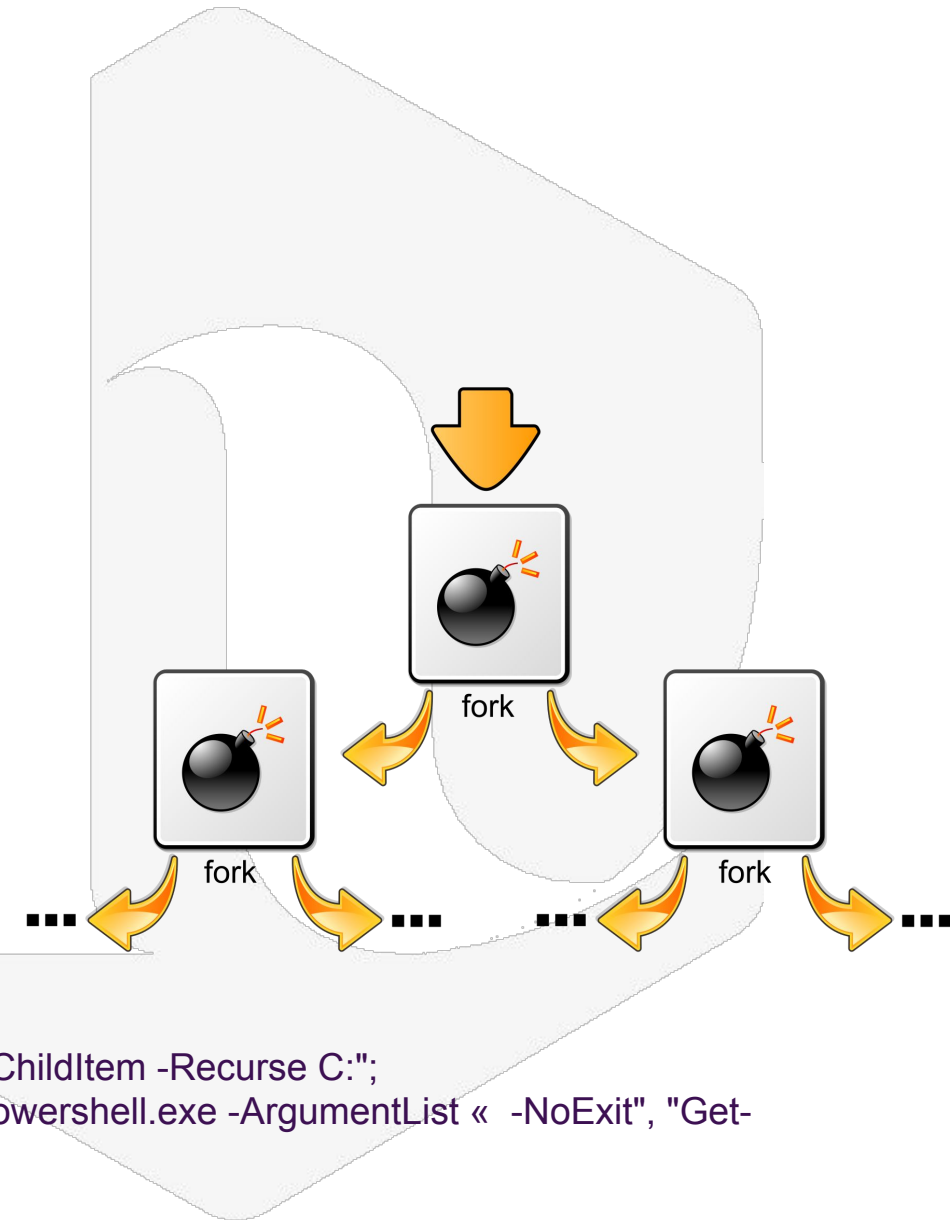 fork
fork
fork
ChildItem -Recurse C:";
owershell.exe -ArgumentList «  -NoExit", "Get-